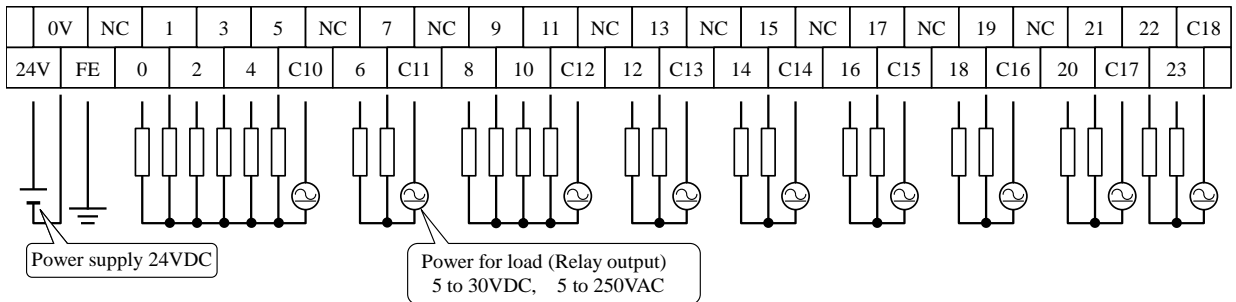 0V NC 1 3 5 NC 7 NC 9 11 NC 13 NC 15 NC 17 NC 19 NC 21 22 C18
24V FE 0 2 4 C10 6 C11 8 10 C12 12 C13 14 C14 16 C15 18 C16 20 C17 23
Power supply 24VDC
Power for load (Relay output)
5 to 30VDC, 5 to 250VAC